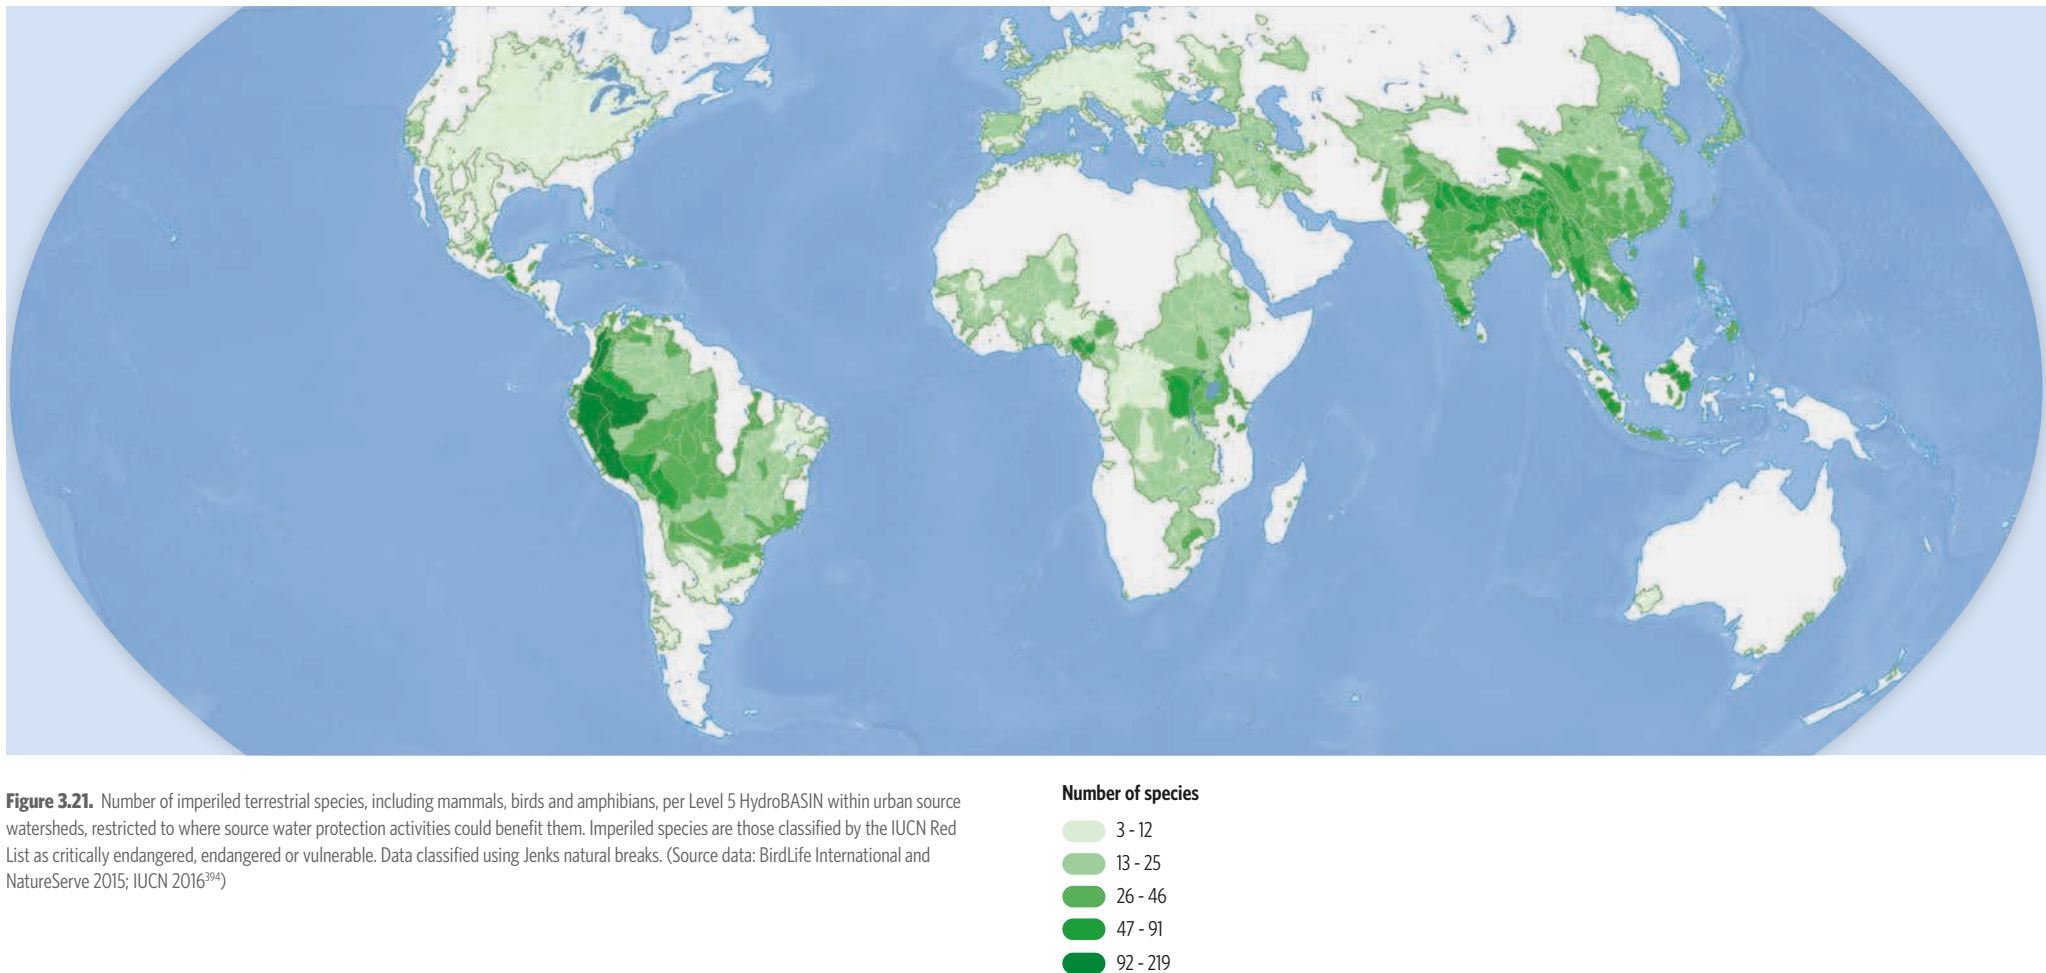 Figure 3.21. Number of imperiled terrestrial species, including mammals, birds and amphibians, per Level 5 HydroBASIN within urban source
watersheds, restricted to where source water protection activities could benefit them. Imperiled species are those classified by the IUCN Red
List as critically endangered, endangered or vulnerable. Data classified using Jenks natural breaks. (Source data: BirdLife International and
NatureServe 2015; IUCN 2016394)
Number of species
3 - 12
13 - 25
26 - 46
47 - 91
92 - 219